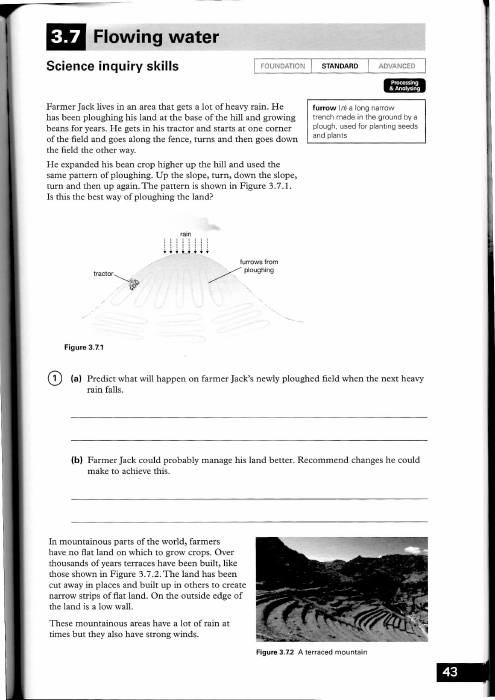 3.7 Flowing water
Science inquiry skills
FOUNDATION STANDARD ADVANCED
Processing
& Analysing
Farmer Jack lives in an area that gets a lot of heavy rain. He
has been ploughing his land at the base of the hill and growing
beans for years. He gets in his tractor and starts at one corner
of the field and goes along the fence, turns and then goes down
the field the other way.
furrow (n) a long narrow
trench made in the ground by a
plough, used for planting seeds
and plants
He expanded his bean crop higher up the hill and used the
same pattern of ploughing. Up the slope, turn, down the slope,
turn and then up again. The pattern is shown in Figure 3.7.1.
Is this the best way of ploughing the land?
rain
tractor
furrows from
ploughing
Figure 3.7.1
1 (a) Predict what will happen on farmer Jack's newly ploughed field when the next heavy
rain falls.
(b) Farmer Jack could probably manage his land better. Recommend changes he could
make to achieve this.
In mountainous parts of the world, farmers
have no flat land on which to grow crops. Over
thousands of years terraces have been built, like
those shown in Figure 3.7.2. The land has been
cut away in places and built up in others to create
narrow strips of flat land. On the outside edge of
the land is a low wall.
These mountainous areas have a lot of rain at
times but they also have strong winds.
Figure 3.7.2 A terraced mountain
43